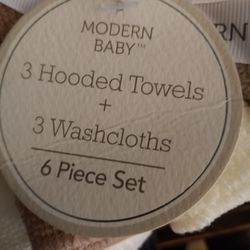 MODERN
BABY™
3 Hooded Towels
+
3 Washcloths
6 Piece Set